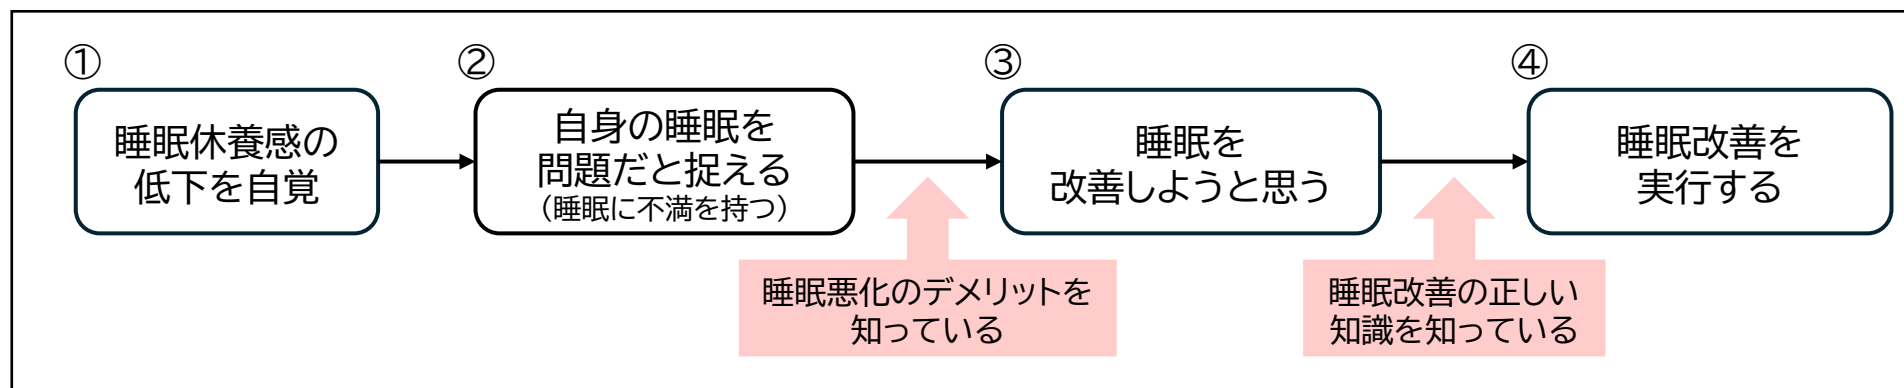 ①
睡眠休養感の
低下を自覚
②
自身の睡眠を
問題だと捉える
（睡眠に不満を持つ）
③
睡眠を
改善しようと思う
④
睡眠改善を
実行する
睡眠悪化のデメリットを
知っている
睡眠改善の正しい
知識を知っている